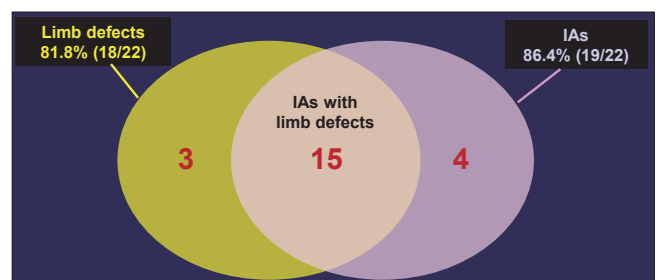 Limb defects
81.8% (18/22)
IAs
86.4% (19/22)
IAs with
limb defects
3
15
4